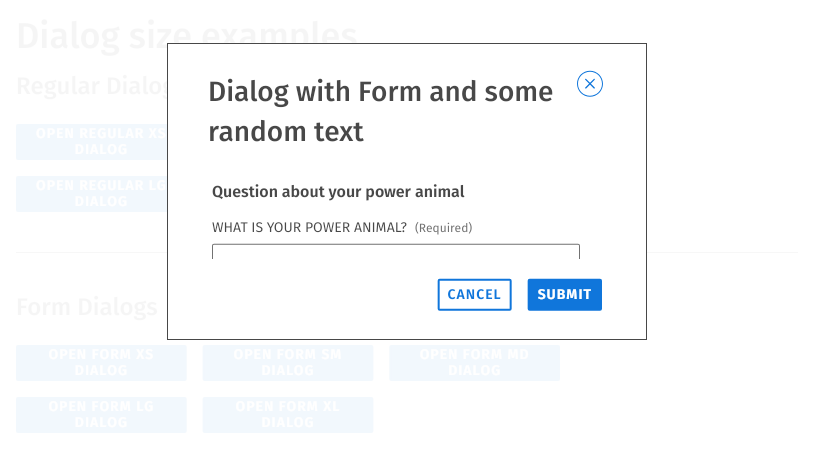 Dialog size examples
Regular Dialog
OPEN REGULAR XS
DIALOG
OPEN REGULAR LG
DIALOG
Dialog with Form and some
random text
Question about your power animal
WHAT IS YOUR POWER ANIMAL? (Required)
CANCEL
SUBMIT
Form Dialogs
OPEN FORM XS
DIALOG
OPEN FORM SM
DIALOG
OPEN FORM MD
DIALOG
OPEN FORM LG
DIALOG
OPEN FORM XL
DIALOG